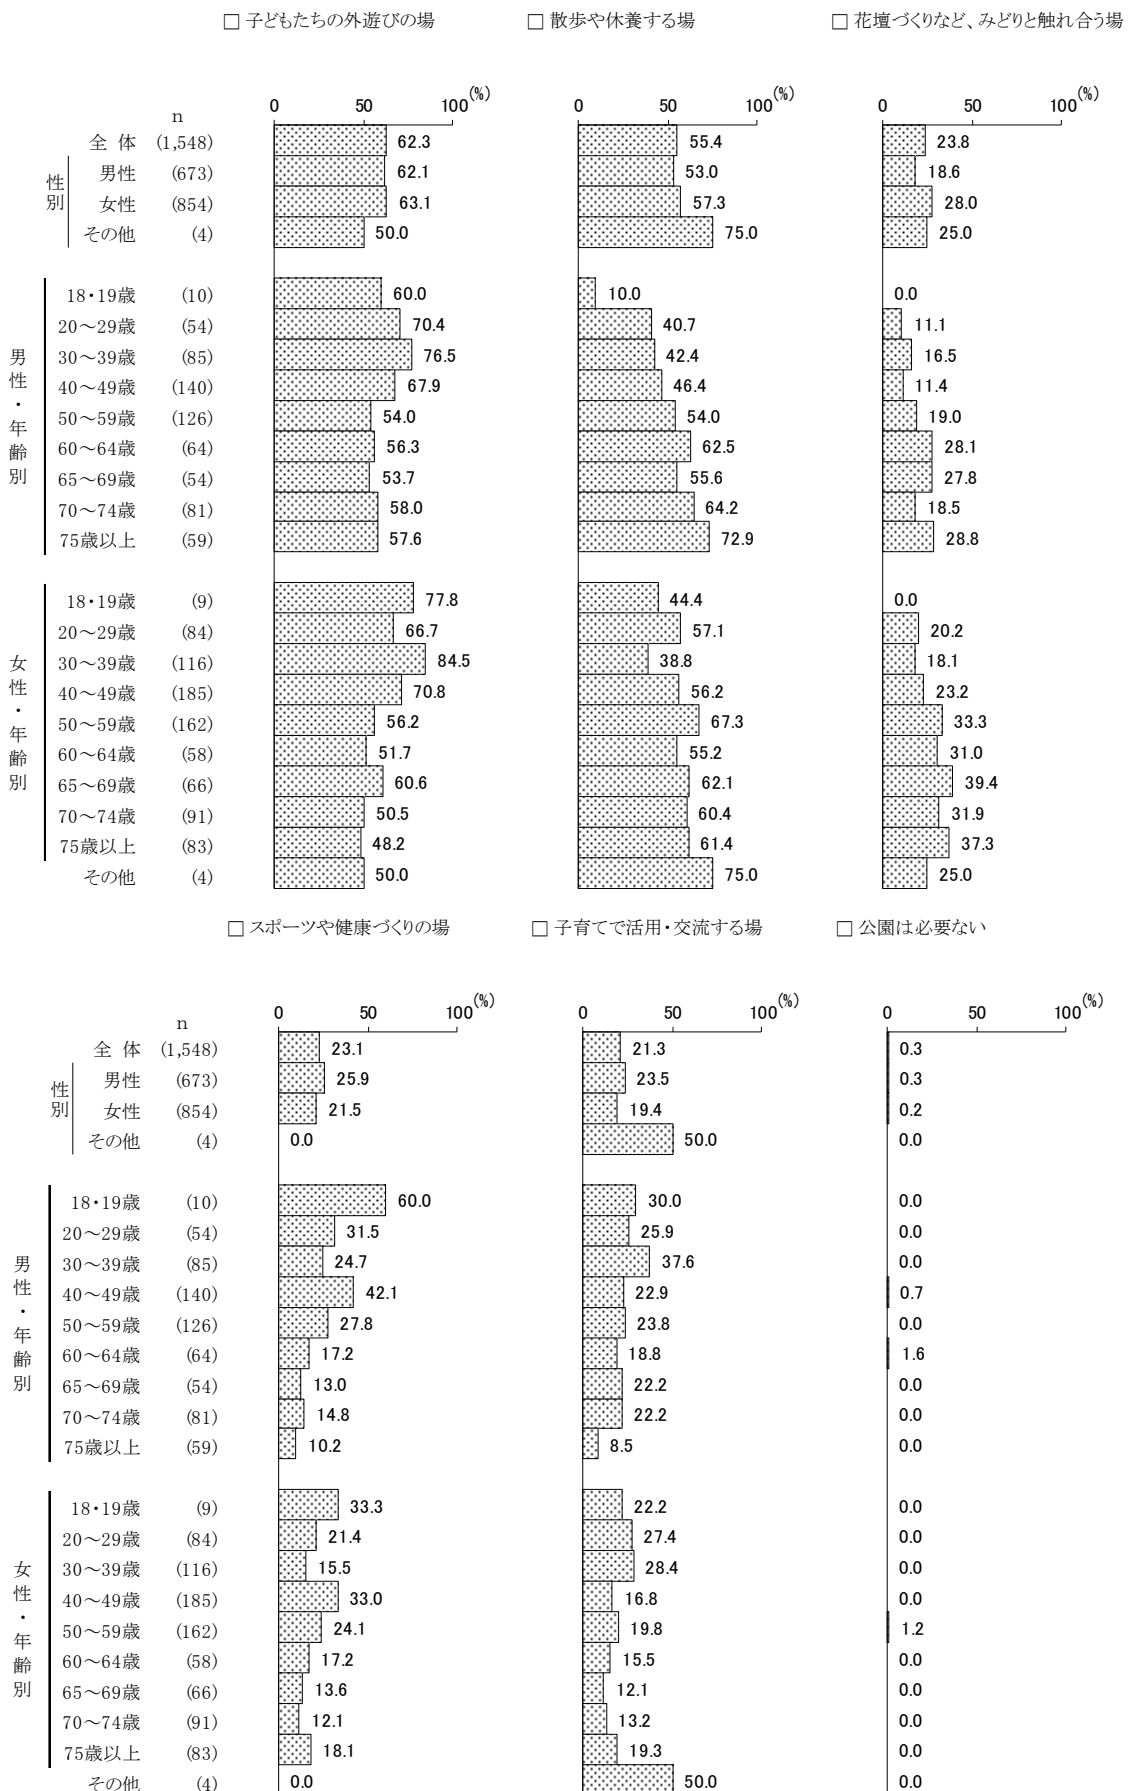 □ 子どもたちの外遊びの場 □ 散歩や休養する場 □ 花壇づくりなど、みどりと触れ合う場
0 50 100(%) 0 50 100(%) 0 50 100(%)
n
全 体 (1,548) 62.3 55.4 23.8
性別
男性 (673) 62.1 53.0 18.6
女性 (854) 63.1 57.3 28.0
その他 (4) 50.0 75.0 25.0
男性・年齢別
18・19歳 (10) 60.0 10.0 0.0
20～29歳 (54) 70.4 40.7 11.1
30～39歳 (85) 76.5 42.4 16.5
40～49歳 (140) 67.9 46.4 11.4
50～59歳 (126) 54.0 54.0 19.0
60～64歳 (64) 56.3 62.5 28.1
65～69歳 (54) 53.7 55.6 27.8
70～74歳 (81) 58.0 64.2 18.5
75歳以上 (59) 57.6 72.9 28.8
女性・年齢別
18・19歳 (9) 77.8 44.4 0.0
20～29歳 (84) 66.7 57.1 20.2
30～39歳 (116) 84.5 38.8 18.1
40～49歳 (185) 70.8 56.2 23.2
50～59歳 (162) 56.2 67.3 33.3
60～64歳 (58) 51.7 55.2 31.0
65～69歳 (66) 60.6 62.1 39.4
70～74歳 (91) 50.5 60.4 31.9
75歳以上 (83) 48.2 61.4 37.3
その他 (4) 50.0 75.0 25.0
□ スポーツや健康づくりの場 □ 子育てで活用・交流する場 □ 公園は必要ない
0 50 100(%) 0 50 100(%) 0 50 100(%)
n
全 体 (1,548) 23.1 21.3 0.3
性別
男性 (673) 25.9 23.5 0.3
女性 (854) 21.5 19.4 0.2
その他 (4) 0.0 50.0 0.0
男性・年齢別
18・19歳 (10) 60.0 30.0 0.0
20～29歳 (54) 31.5 25.9 0.0
30～39歳 (85) 24.7 37.6 0.0
40～49歳 (140) 42.1 22.9 0.7
50～59歳 (126) 27.8 23.8 0.0
60～64歳 (64) 17.2 18.8 1.6
65～69歳 (54) 13.0 22.2 0.0
70～74歳 (81) 14.8 22.2 0.0
75歳以上 (59) 10.2 8.5 0.0
女性・年齢別
18・19歳 (9) 33.3 22.2 0.0
20～29歳 (84) 21.4 27.4 0.0
30～39歳 (116) 15.5 28.4 0.0
40～49歳 (185) 33.0 16.8 0.0
50～59歳 (162) 24.1 19.8 1.2
60～64歳 (58) 17.2 15.5 0.0
65～69歳 (66) 13.6 12.1 0.0
70～74歳 (91) 12.1 13.2 0.0
75歳以上 (83) 18.1 19.3 0.0
その他 (4) 0.0 50.0 0.0